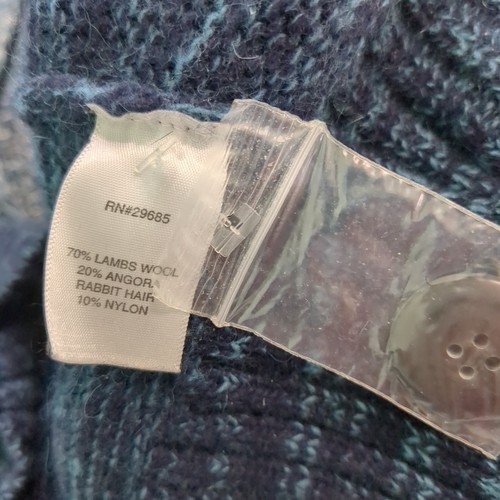 RN#29685
70% LAMBS WOOL
20% ANGORA
RABBIT HAIR
10% NYLON